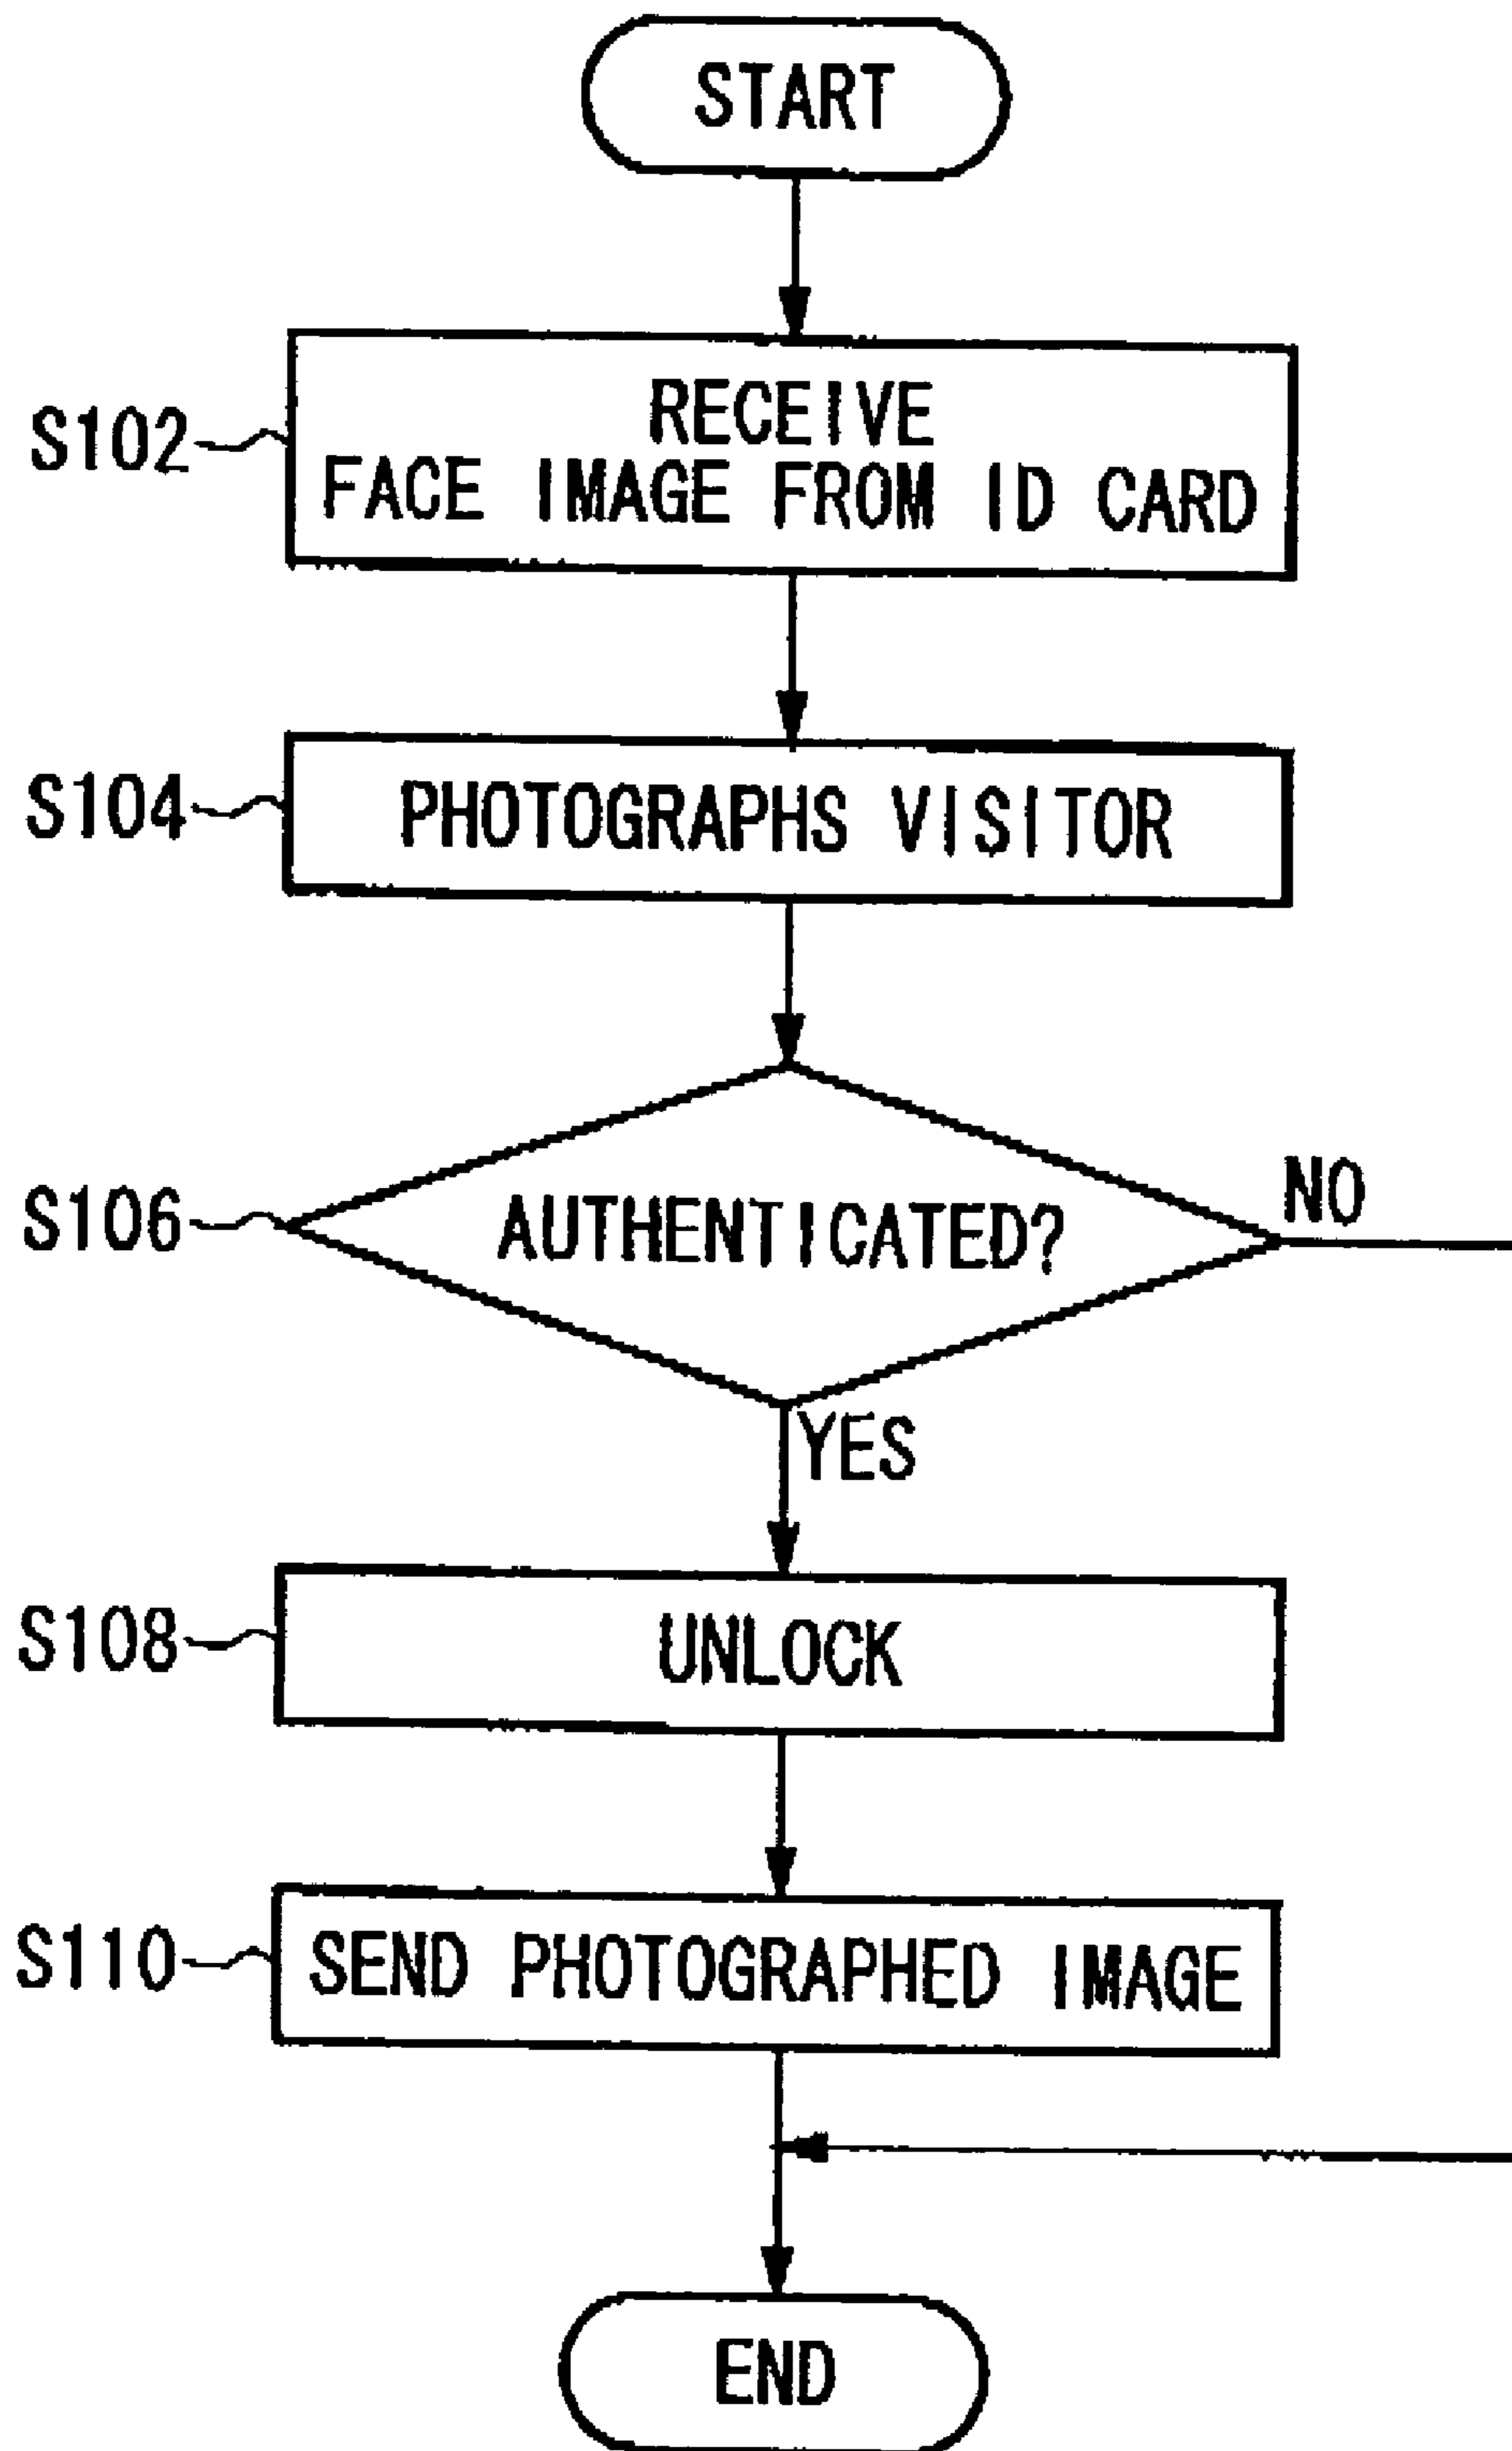 START
S102
RECEIVE
FACE IMAGE FROM ID CARD
S104
PHOTOGRAPHS VISITOR
S106
AUTHENTICATED?
NO
YES
S108
UNLOCK
S110
SEND PHOTOGRAPHED IMAGE
END